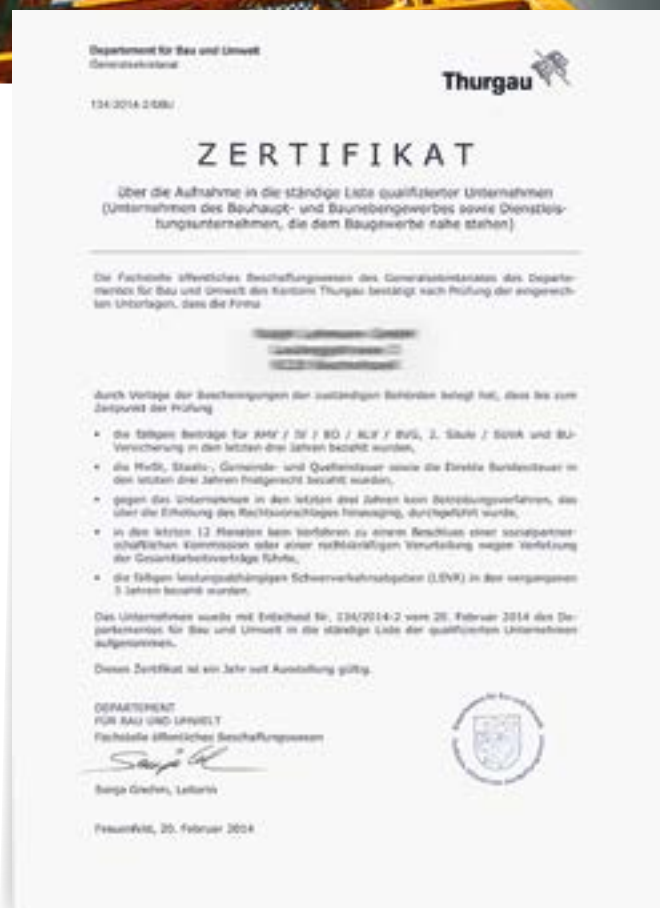 Departement für Bau und Umwelt
Generalsekretariat
Thurgau
134/2014-2/DBU
ZERTIFIKAT
über die Aufnahme in die ständige Liste qualifizierter Unternehmen
(Unternehmen des Bauhaupt- und Baunebengewerbes sowie Dienstleis-
tungsunternehmen, die dem Baugewerbe nahe stehen)
Die Fachstelle öffentliches Beschaffungswesen des Generalsekretariates des Departe-
mentes für Bau und Umwelt des Kantons Thurgau bestätigt nach Prüfung der eingereich-
ten Unterlagen, dass die Firma
durch Vorlage der Bescheinigungen der zuständigen Behörden belegt hat, dass bis zum
Zeitpunkt der Prüfung
• die fälligen Beiträge für AHV / IV / EO / ALV / BVG, 2. Säule / SUVA und BU-
Versicherung in den letzten drei Jahren bezahlt wurden,
• die MwSt, Staats-, Gemeinde- und Quellensteuer sowie die Direkte Bundessteuer in
den letzten drei Jahren fristgerecht bezahlt wurden,
• gegen das Unternehmen in den letzten drei Jahren kein Betreibungsverfahren, das
über die Erhebung des Rechtsvorschlages hinausging, durchgeführt wurde,
• in den letzten 12 Monaten kein Verfahren zu einem Beschluss einer sozialpartner-
schaftlichen Kommission oder einer rechtskräftigen Verurteilung wegen Verletzung
der Gesamtarbeitsverträge führte,
• die fälligen leistungsabhängigen Schwerverkehrsabgaben (LSVA) in den vergangenen
3 Jahren bezahlt wurden.
Das Unternehmen wurde mit Entscheid Nr. 134/2014-2 vom 20. Februar 2014 des De-
partementes für Bau und Umwelt in die ständige Liste der qualifizierten Unternehmen
aufgenommen.
Dieses Zertifikat ist ein Jahr seit Ausstellung gültig.
DEPARTEMENT
FÜR BAU UND UMWELT
Fachstelle öffentliches Beschaffungswesen
Sonja Leiterin
Frauenfeld, 20. Februar 2014